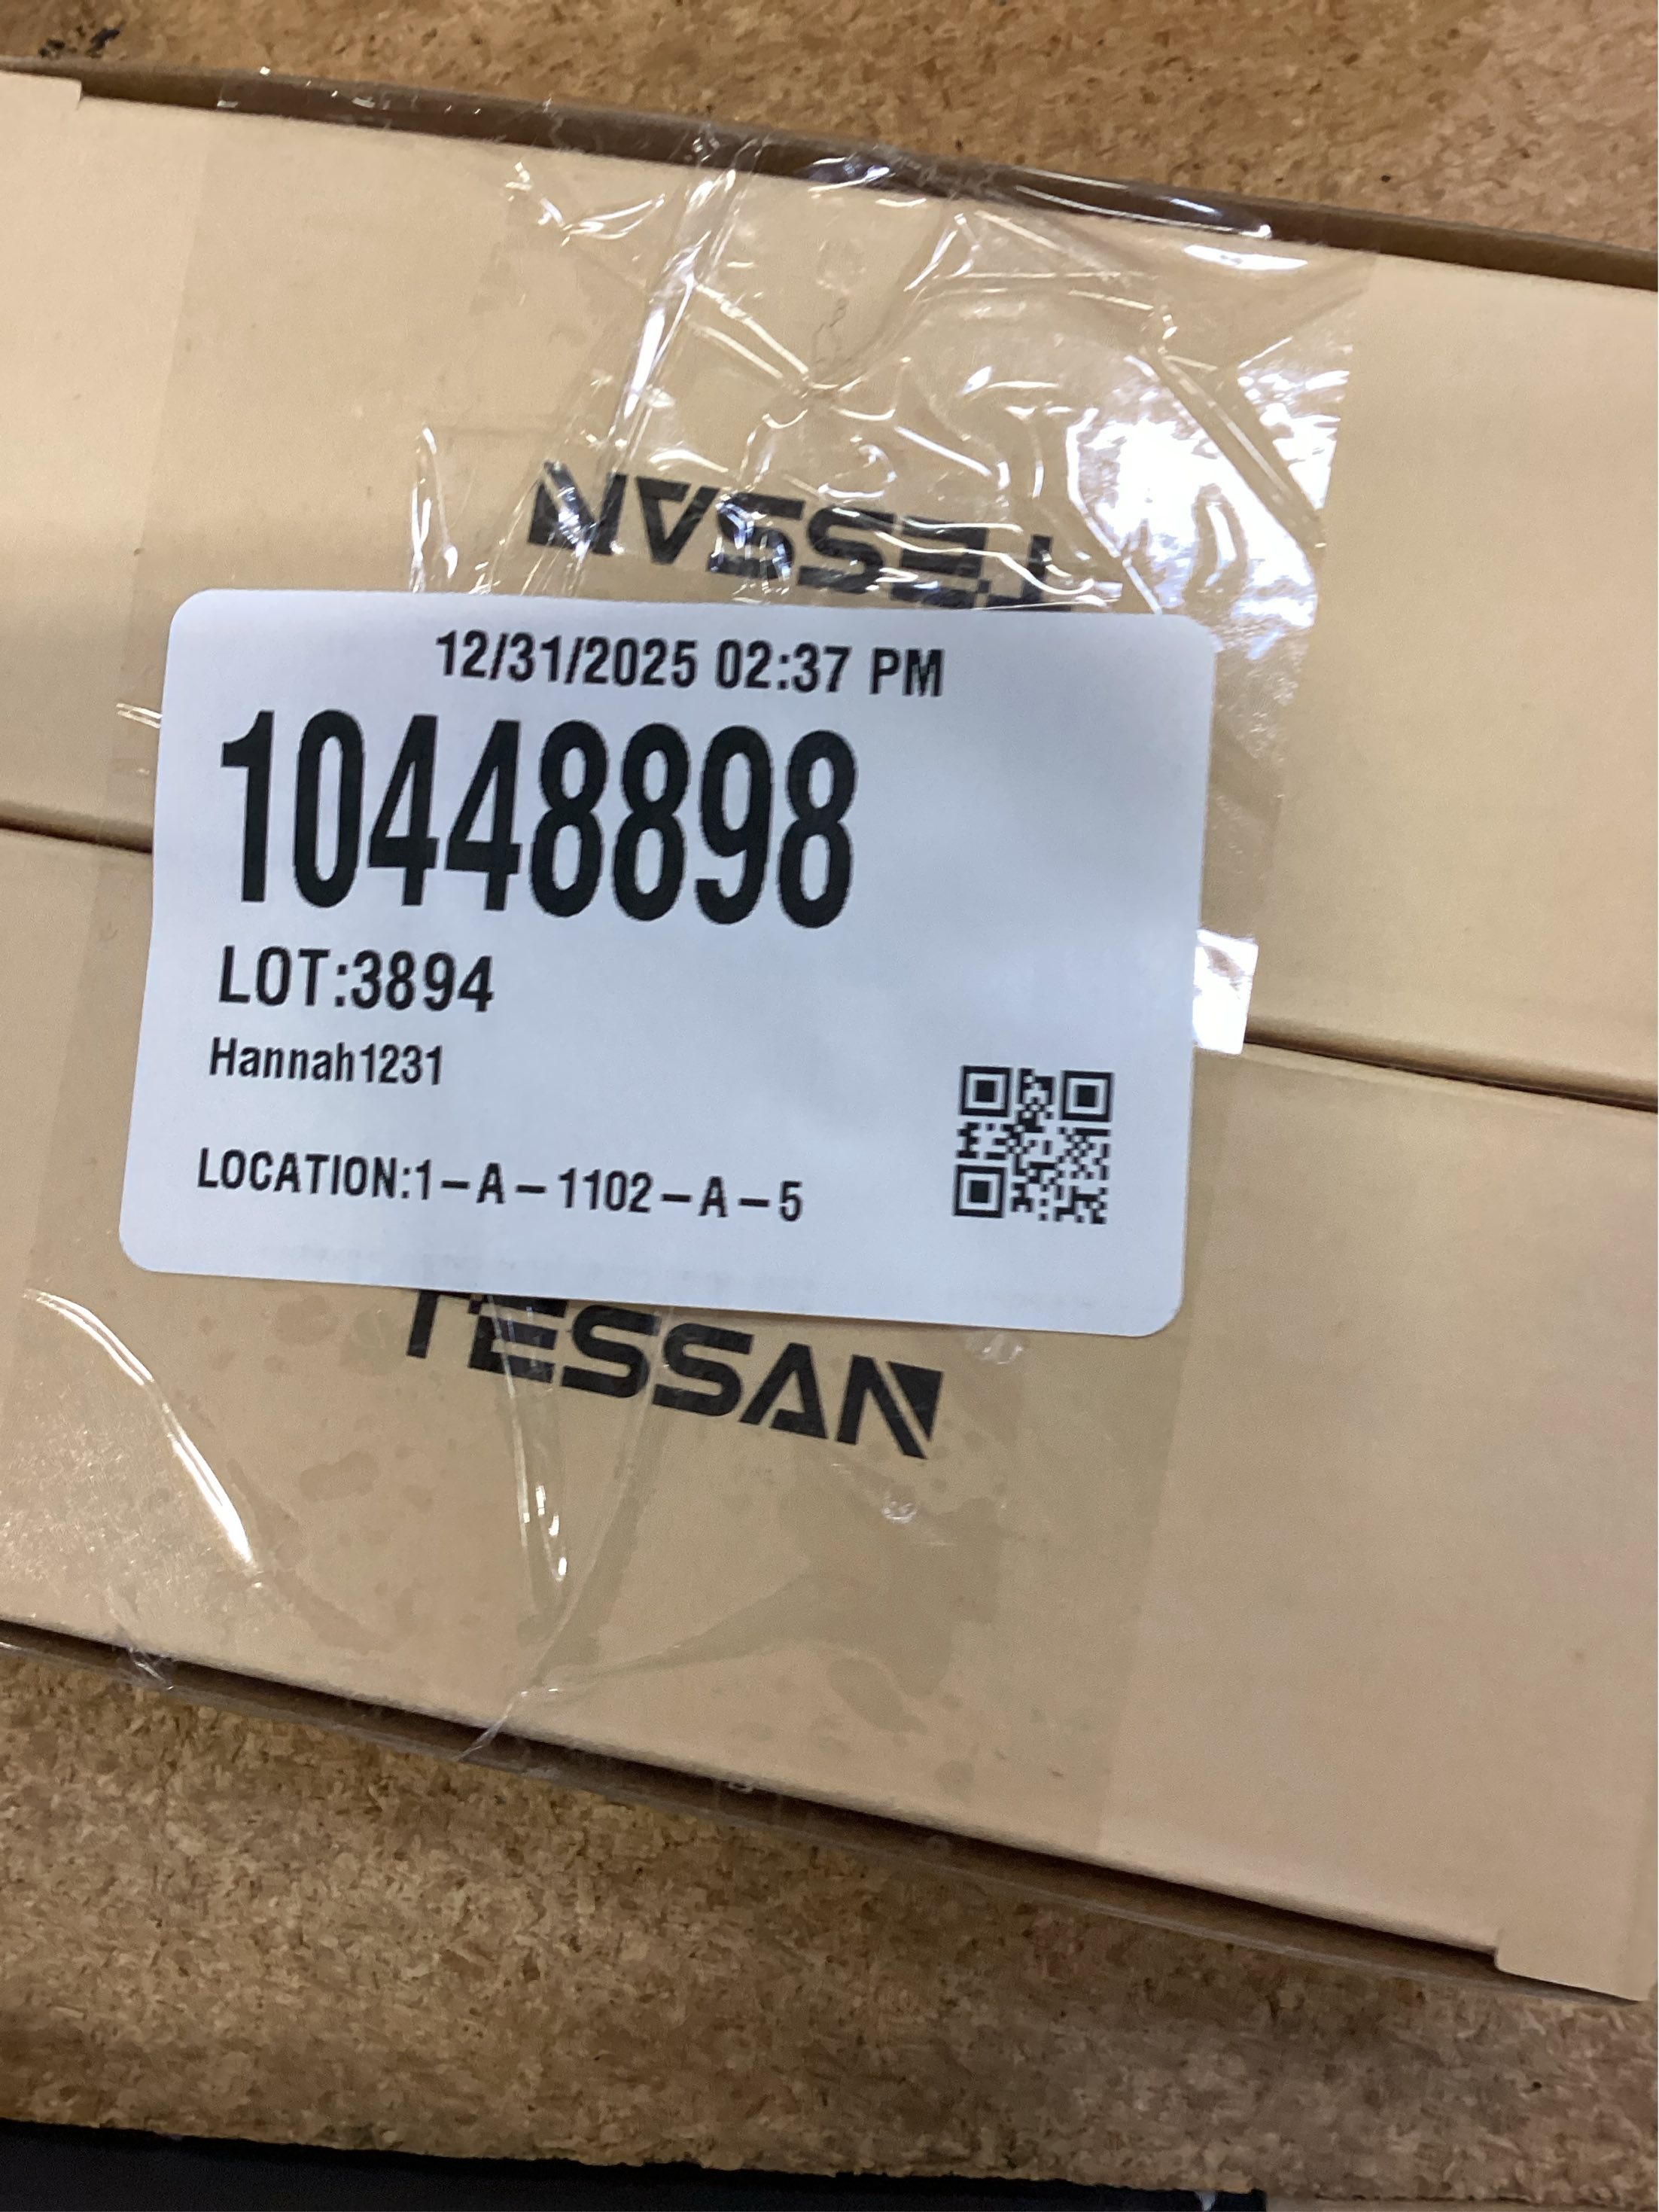 TESSAN
12/31/2025 02:37 PM
10448898
LOT:3894
Hannah1231
LOCATION:1-A-1102-A-5
TESSAN